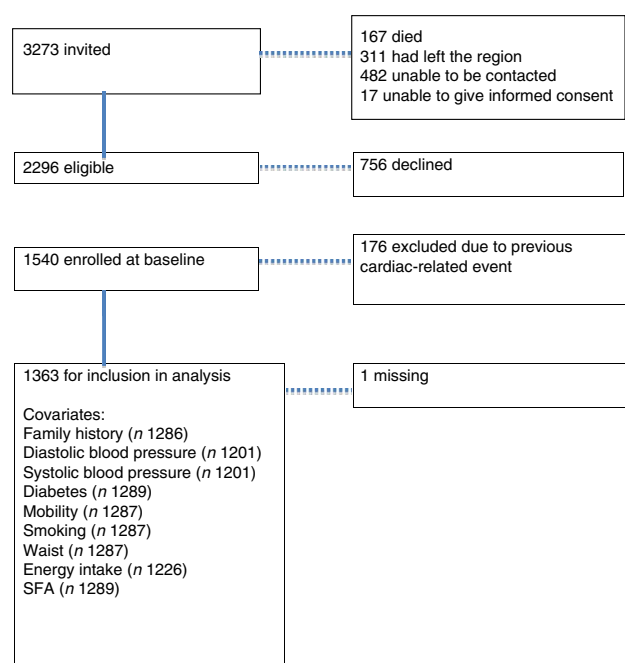 3273 invited
167 died
311 had left the region
482 unable to be contacted
17 unable to give informed consent
2296 eligible
756 declined
1540 enrolled at baseline
176 excluded due to previous
cardiac-related event
1363 for inclusion in analysis
1 missing
Covariates:
Family history (n 1286)
Diastolic blood pressure (n 1201)
Systolic blood pressure (n 1201)
Diabetes (n 1289)
Mobility (n 1287)
Smoking (n 1287)
Waist (n 1287)
Energy intake (n 1226)
SFA (n 1289)